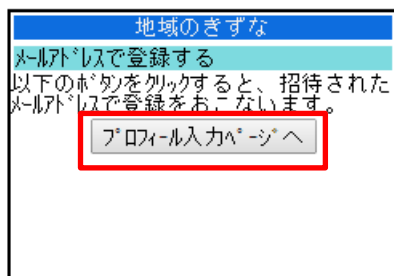 地域のきずな
ﾒｰﾙｱﾄﾞﾚｽで登録する
以下のﾎﾞﾀﾝをｸﾘｯｸすると、招待された
ﾒｰﾙｱﾄﾞﾚｽで登録をおこないます。
ﾌﾟﾛﾌｨｰﾙ入力ﾍﾟｰｼﾞへ